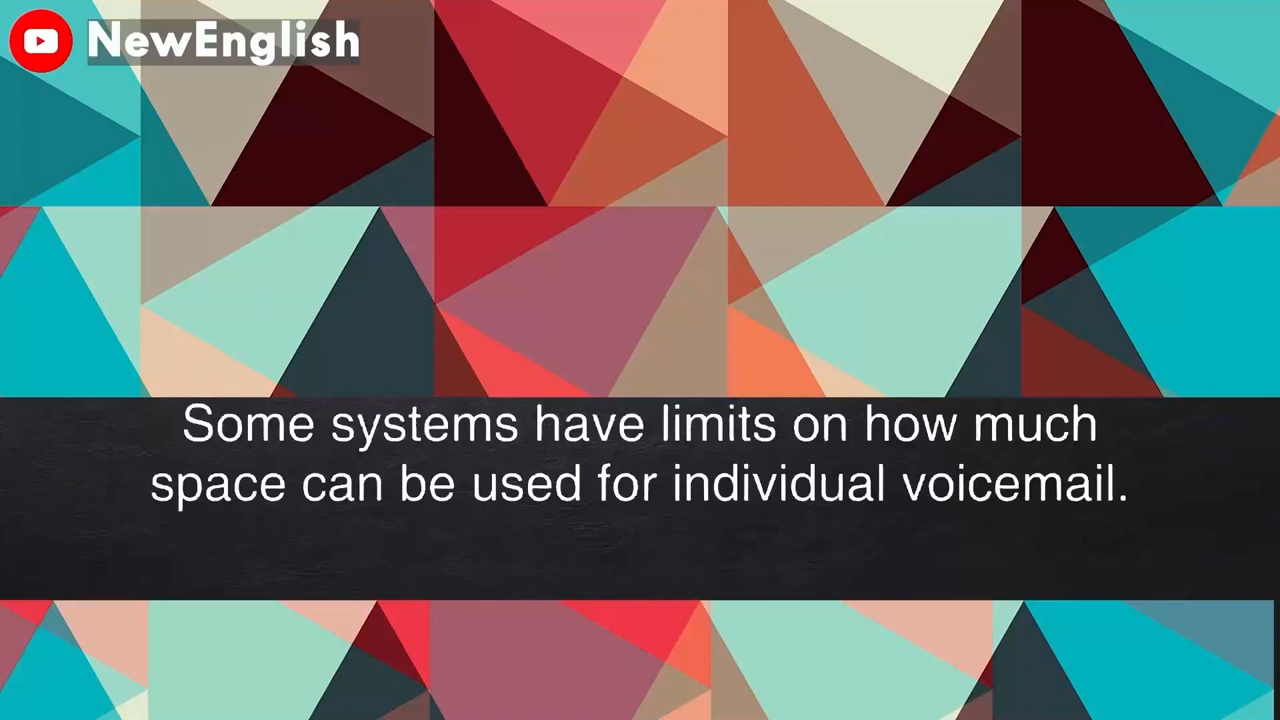 NewEnglish
Some systems have limits on how much
space can be used for individual voicemail.